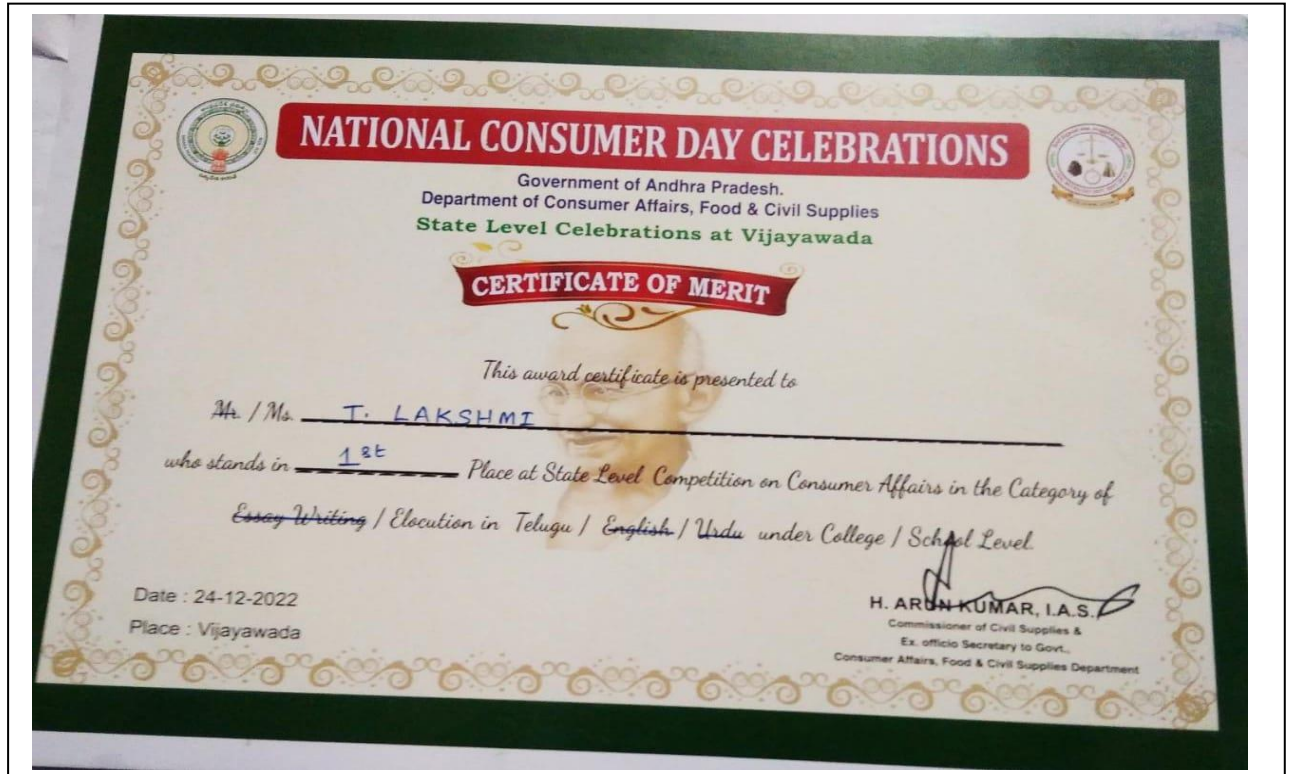 NATIONAL CONSUMER DAY CELEBRATIONS
Government of Andhra Pradesh.
Department of Consumer Affairs, Food & Civil Supplies
State Level Celebrations at Vijayawada
CERTIFICATE OF MERIT
This award certificate is presented to
Mr. / Ms. T. LAKSHMI
who stands in 1st Place at State Level Competition on Consumer Affairs in the Category of
Essay Writing / Elocution in Telugu / English / Urdu under College / School Level.
Date : 24-12-2022
Place : Vijayawada
H. ARUN KUMAR, I.A.S.
Commissioner of Civil Supplies &
Ex. officio Secretary to Govt.,
Consumer Affairs, Food & Civil Supplies Department